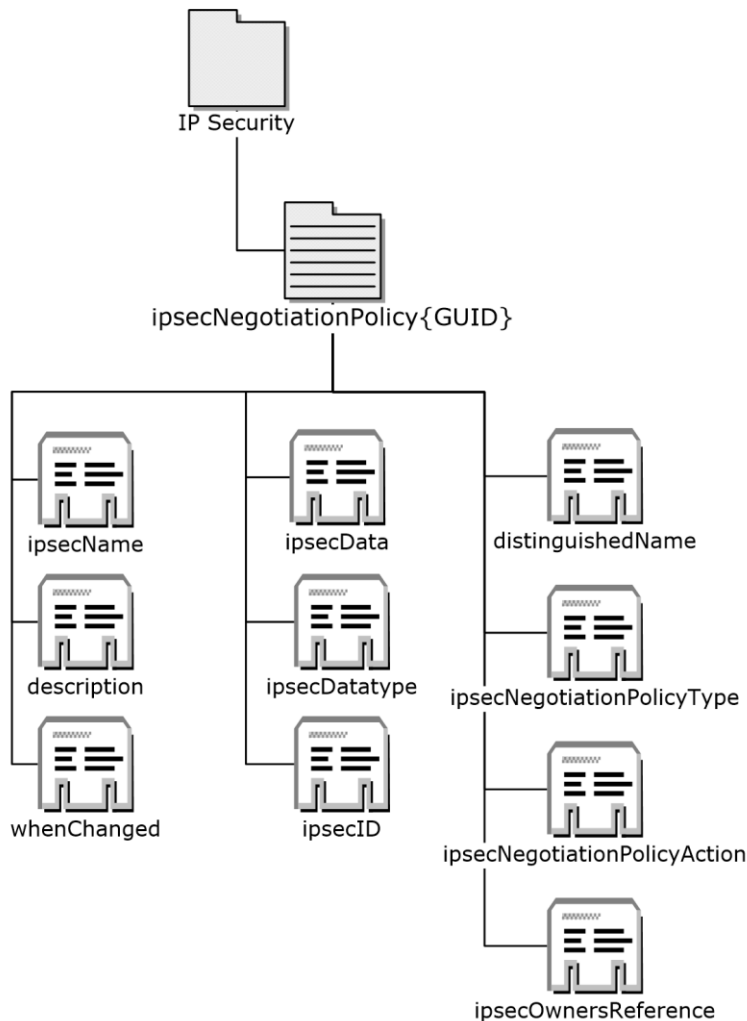 IP Security
ipsecNegotiationPolicy{GUID}
ipsecName
ipsecData
distinguishedName
description
ipsecDatatype
ipsecNegotiationPolicyType
whenChanged
ipsecID
ipsecNegotiationPolicyAction
ipsecOwnersReference